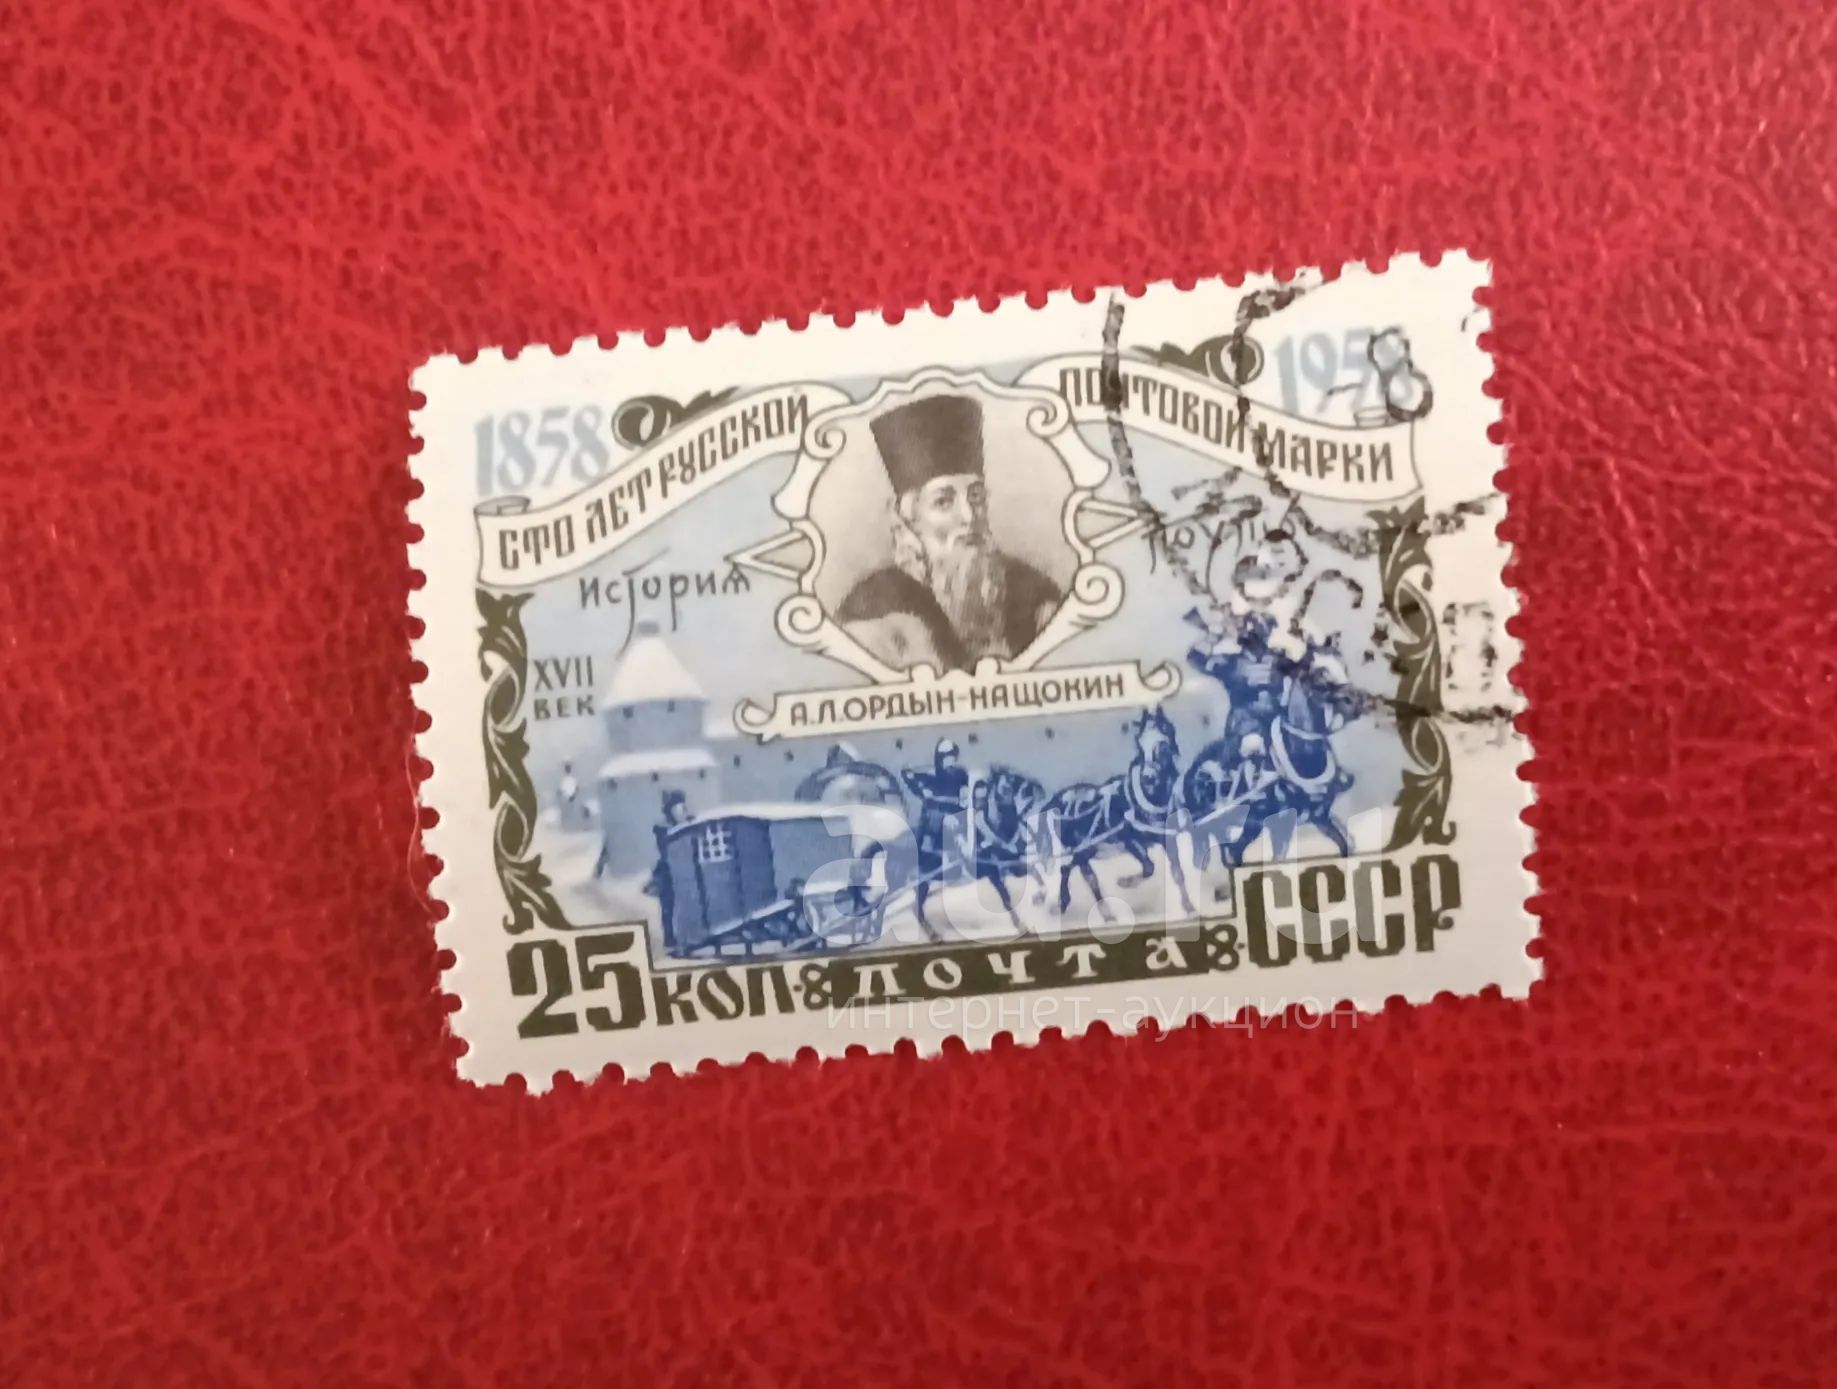 1858
1958
СТО ЛЕТ РУССКОЙ ПОЧТОВОЙ МАРКИ
История почты
XVII
ВЕК
А.Л.ОРДЫН-НАЩОКИН
25 КОП ПОЧТА СССР
au.ru
интернет-аукцион